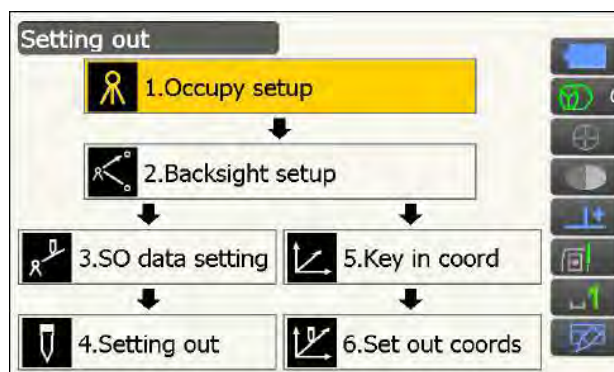 Setting out
1.Occupy setup
2.Backsight setup
3.SO data setting
5.Key in coord
4.Setting out
6.Set out coords